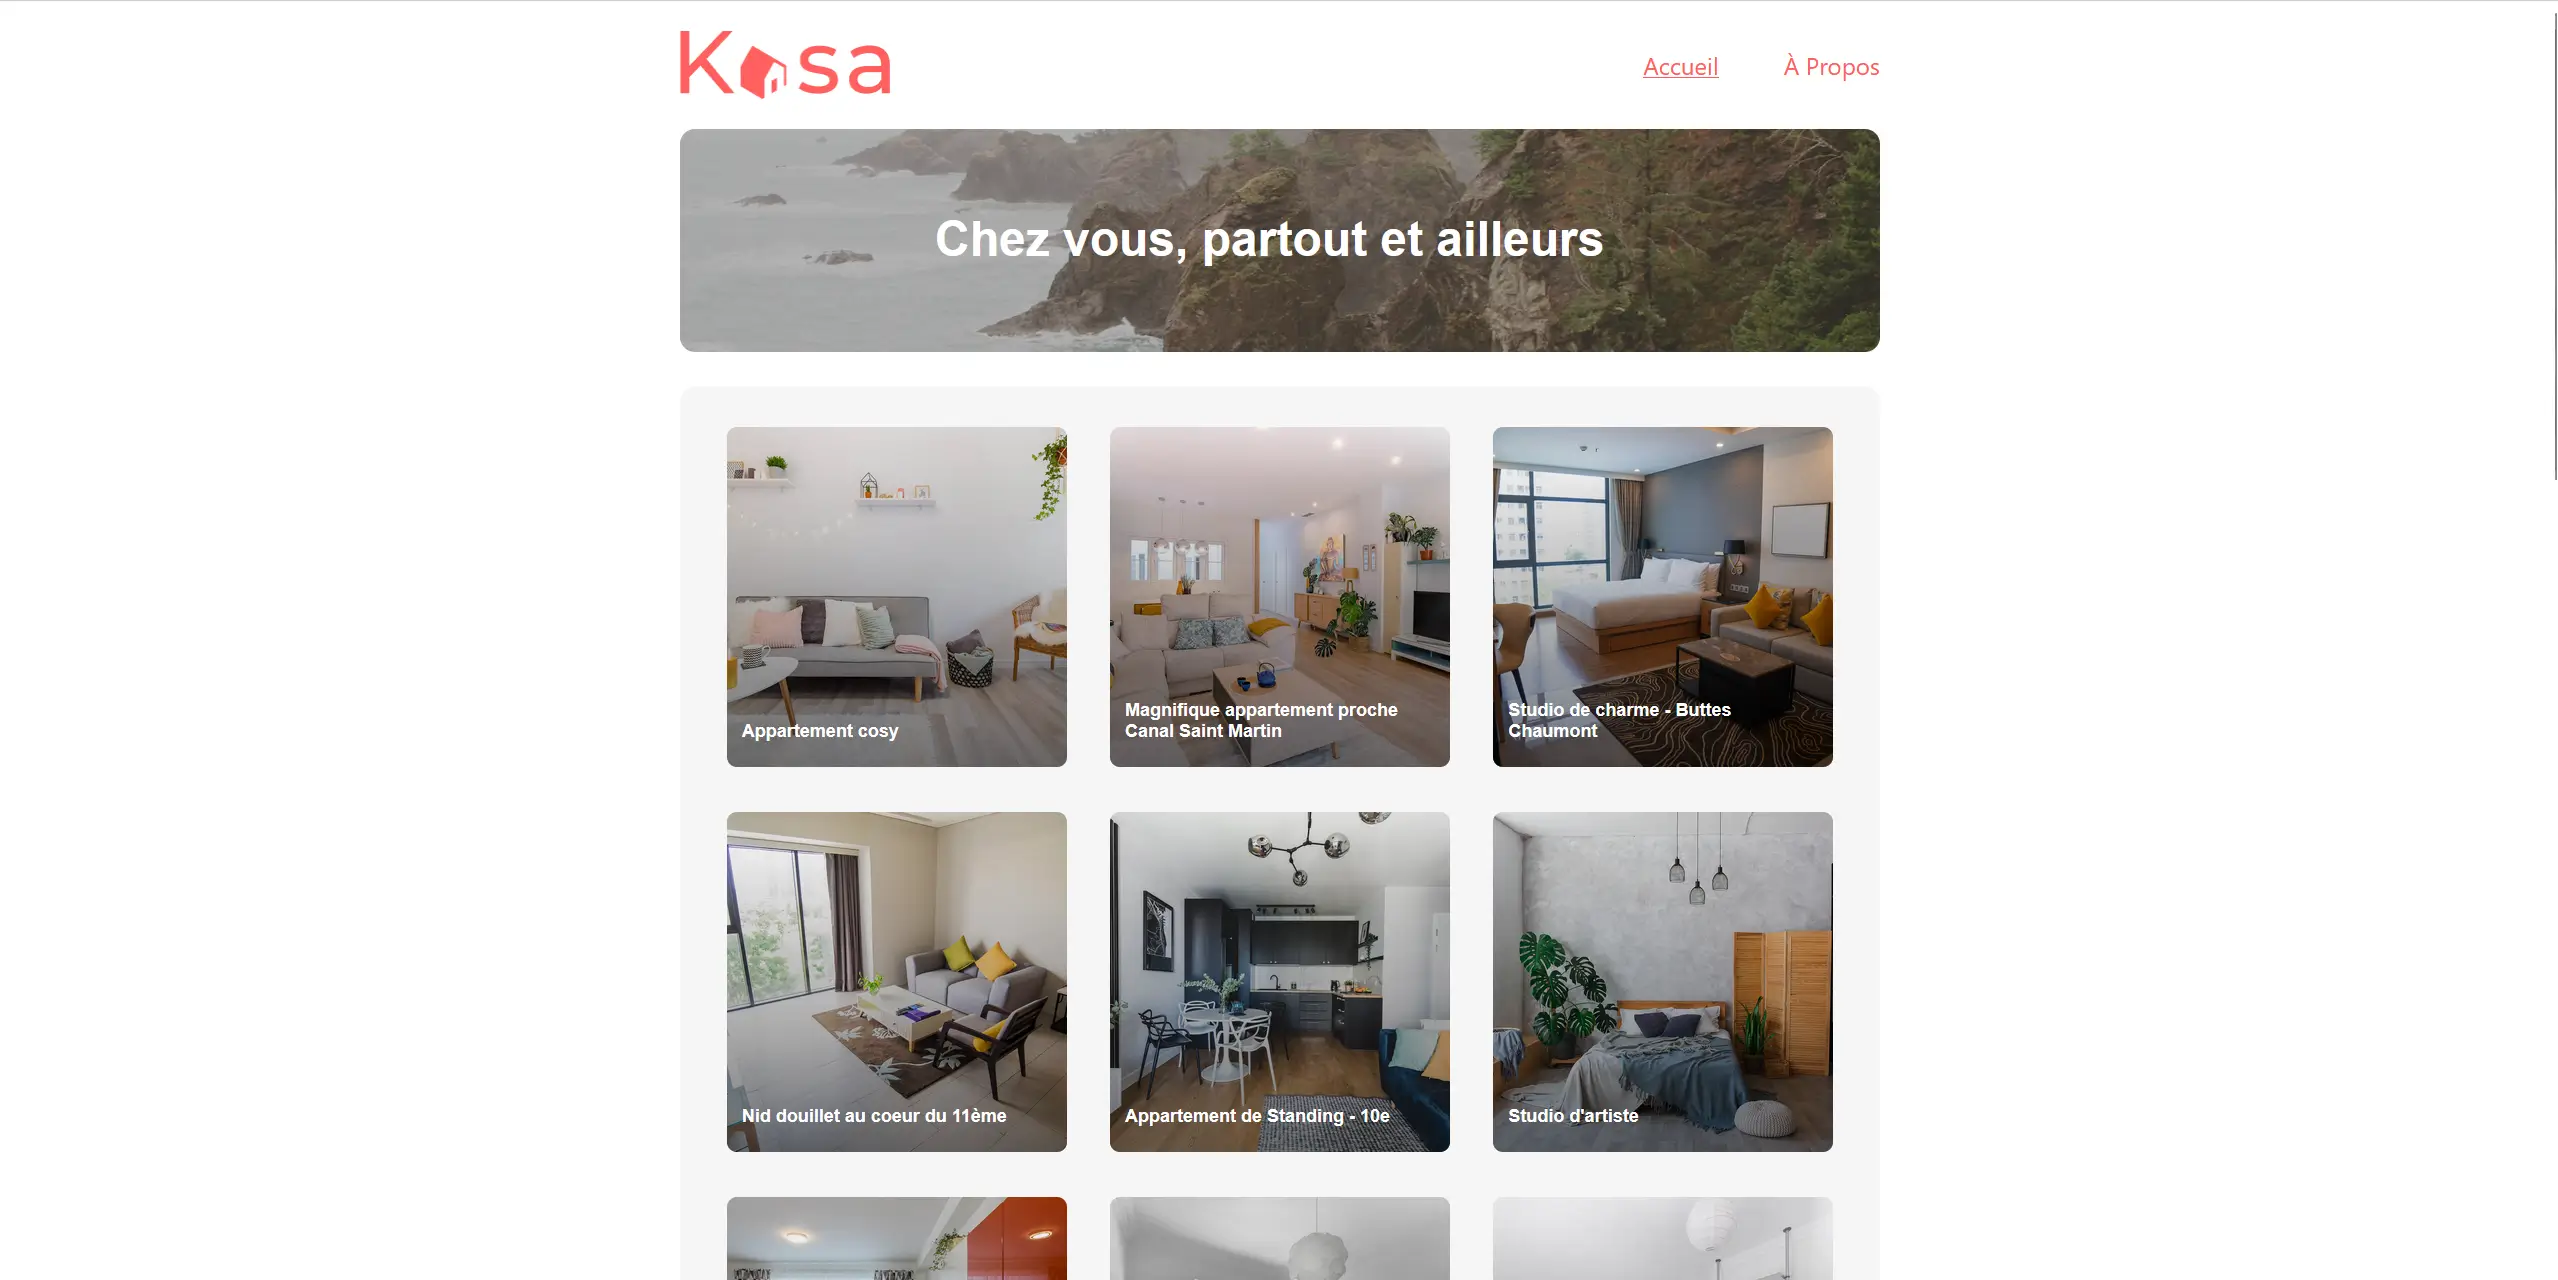 Kasa
Accueil
À Propos
Chez vous, partout et ailleurs
Appartement cosy
Magnifique appartement proche
Canal Saint Martin
Studio de charme - Buttes
Chaumont
Nid douillet au coeur du 11ème
Appartement de Standing - 10e
Studio d'artiste